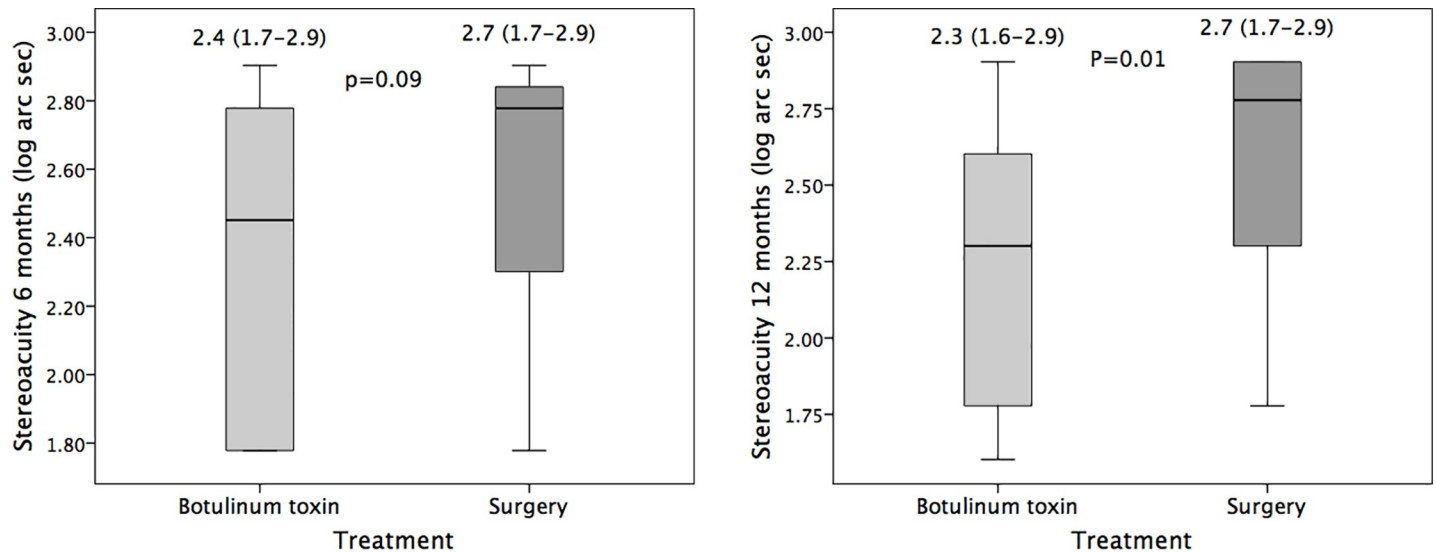 Stereoacuity 6 months (log arc sec)
3.00
2.80
2.60
2.40
2.20
2.00
1.80
2.4 (1.7-2.9)
2.7 (1.7-2.9)
p=0.09
Botulinum toxin
Surgery
Treatment
Stereoacuity 12 months (log arc sec)
3.00
2.75
2.50
2.25
2.00
1.75
2.3 (1.6-2.9)
2.7 (1.7-2.9)
P=0.01
Botulinum toxin
Surgery
Treatment